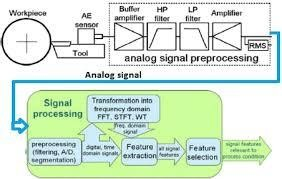 Workpiece
AE
sensor
Tool
Buffer
amplifier
HP
filter
LP
filter
Amplifier
RMS
analog signal preprocessing
Analog signal
Signal
processing
Transformation into
frequency domain
FFT, STFT, WT
freq. domain
signal
preprocessing
(filtering, A/D,
segmentation)
digital, time
domain signals
Feature
extraction
all signal
features
Feature
selection
signal features
relevant to
process condition